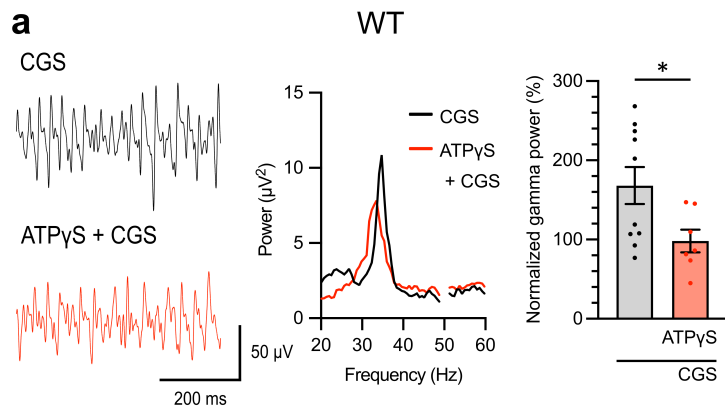 a
WT
CGS
ATPγS + CGS
50 µV
200 ms
15
10
5
0
Power (µV²)
20 30 40 50 60
Frequency (Hz)
CGS
ATPγS
+ CGS
*
300
200
100
0
Normalized gamma power (%)
ATPγS
CGS